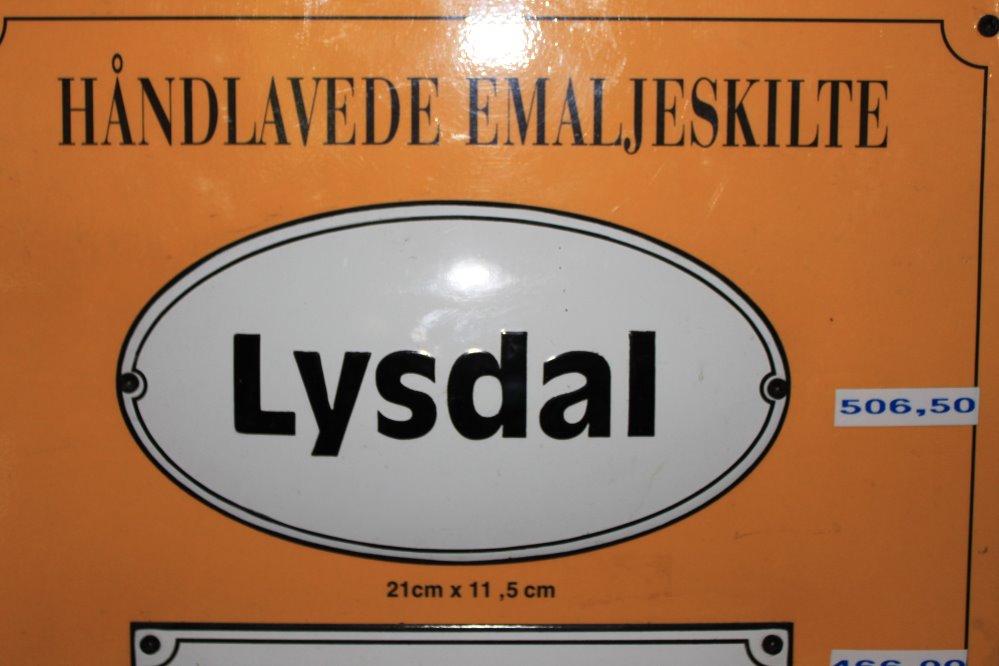 HÅNDLAVEDE EMALJESKILTE
Lysdal
506,50
21cm x 11 ,5 cm